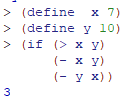 > (define  x 7)
> (define y 10)
> (if (> x y)
      (- x y)
      (- y x))
3